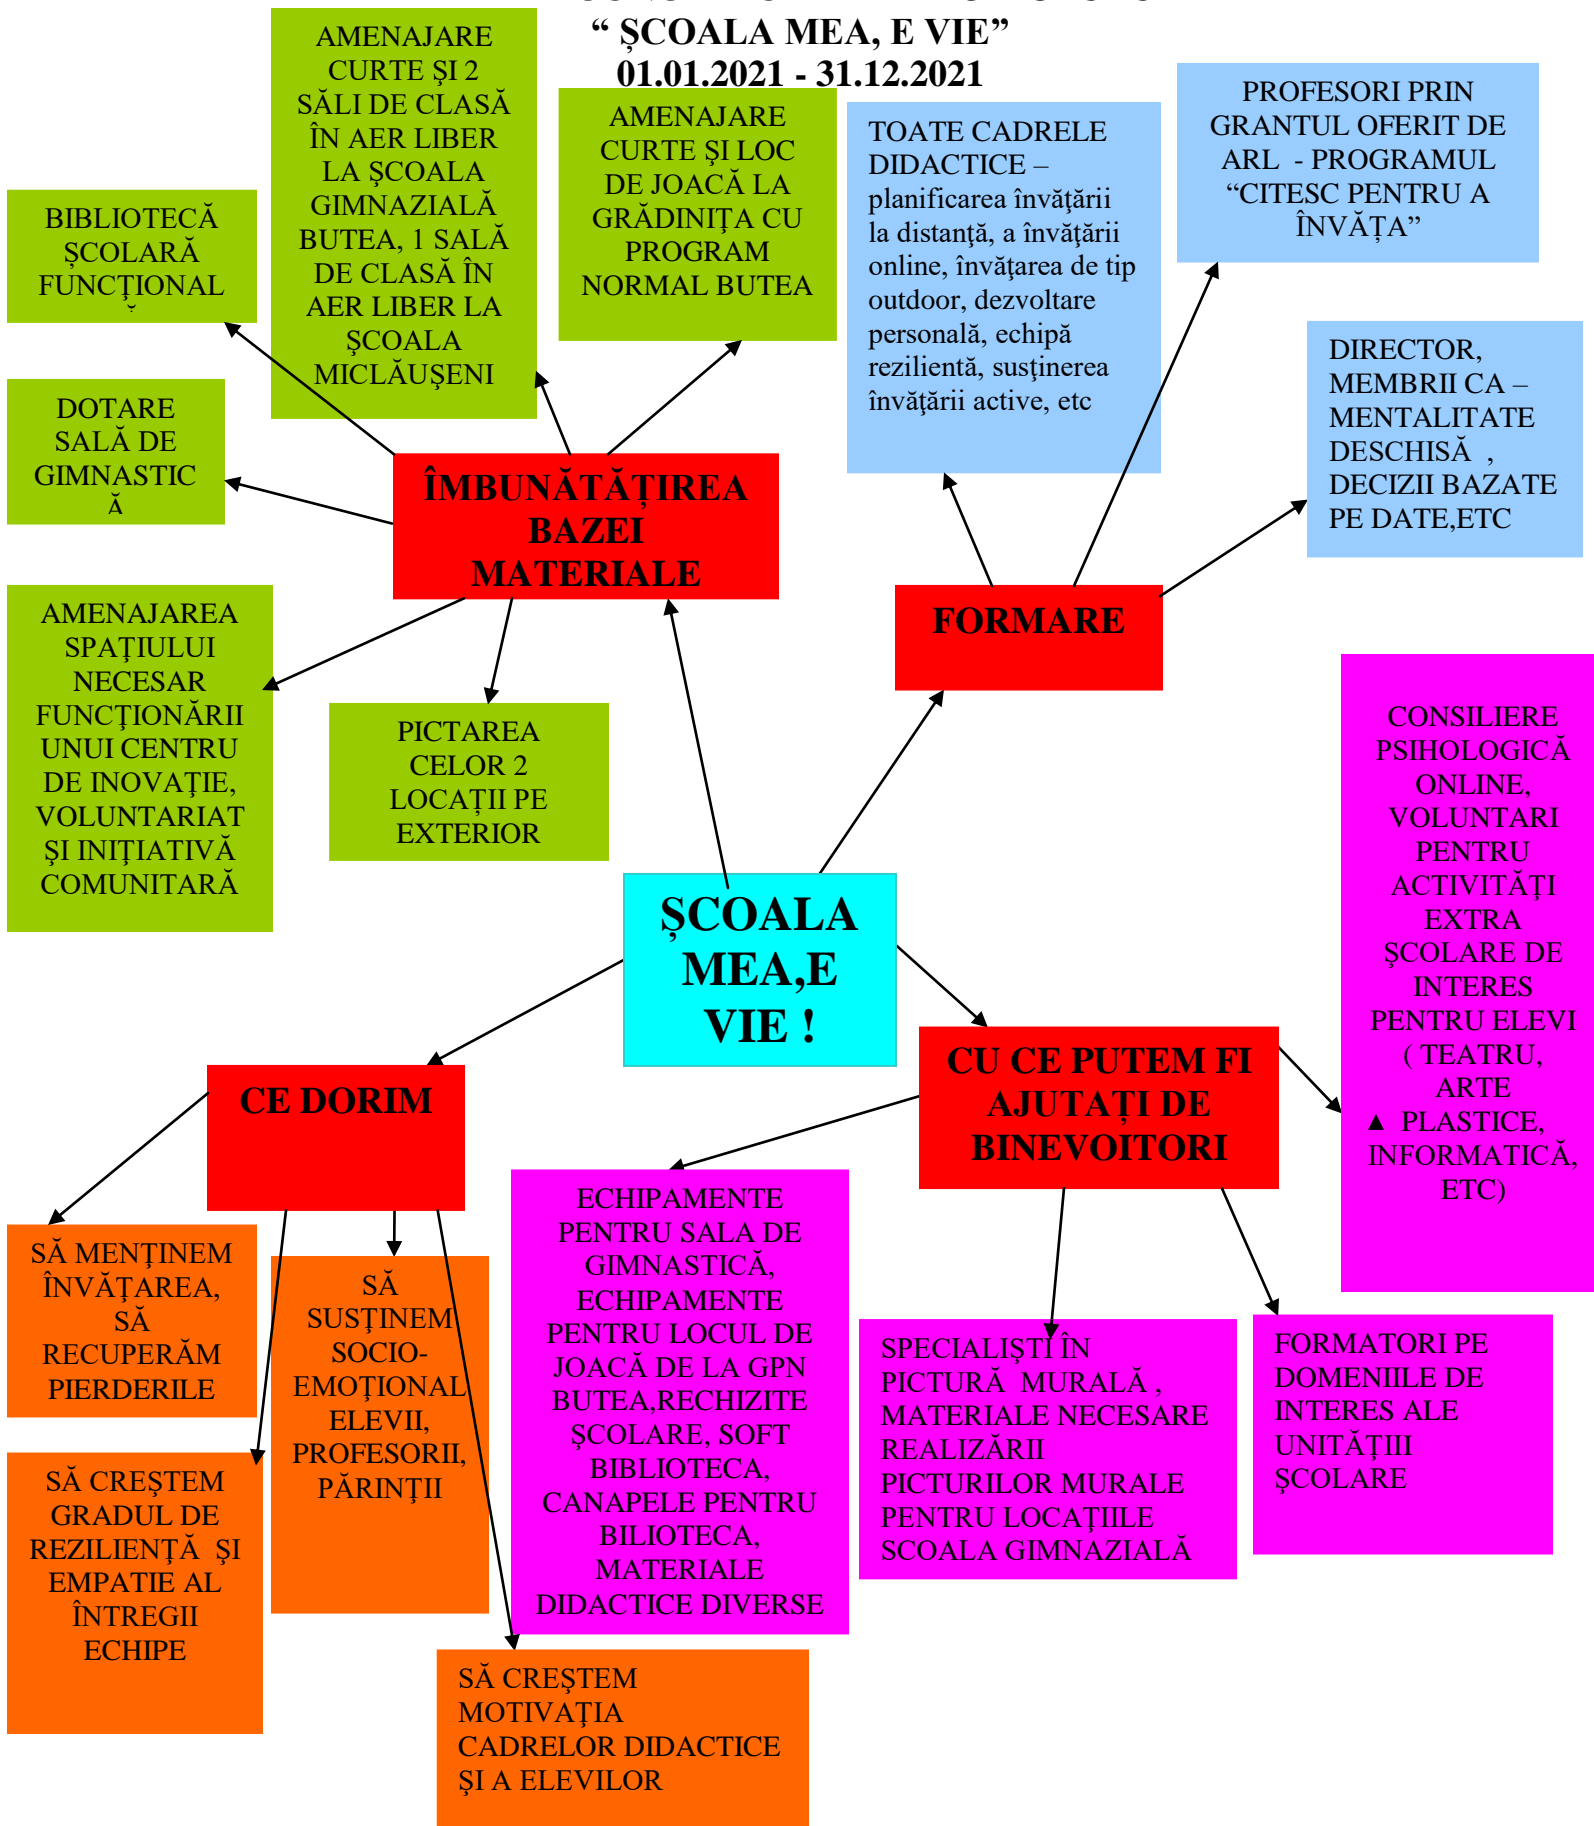 “ ȘCOALA MEA, E VIE”
01.01.2021 - 31.12.2021
AMENAJARE
CURTE ŞI 2
SĂLI DE CLASĂ
ÎN AER LIBER
LA ŞCOALA
GIMNAZIALĂ
BUTEA, 1 SALĂ
DE CLASĂ ÎN
AER LIBER LA
ŞCOALA
MICLĂUŞENI
AMENAJARE
CURTE ŞI LOC
DE JOACĂ LA
GRĂDINIŢA CU
PROGRAM
NORMAL BUTEA
TOATE CADRELE
DIDACTICE –
planificarea învăţării
la distanţă, a învăţării
online, învăţarea de tip
outdoor, dezvoltare
personală, echipă
rezilientă, susţinerea
învăţării active, etc
PROFESORI PRIN
GRANTUL OFERIT DE
ARL - PROGRAMUL
“CITESC PENTRU A
ÎNVĂȚA”
BIBLIOTECĂ
ȘCOLARĂ
FUNCŢIONAL
DIRECTOR,
MEMBRII CA –
MENTALITATE
DESCHISĂ ,
DECIZII BAZATE
PE DATE,ETC
DOTARE
SALĂ DE
GIMNASTIC
Ă
ÎMBUNĂTĂȚIREA
BAZEI
MATERIALE
FORMARE
AMENAJAREA
SPAŢIULUI
NECESAR
FUNCŢIONĂRII
UNUI CENTRU
DE INOVAŢIE,
VOLUNTARIAT
ŞI INIŢIATIVĂ
COMUNITARĂ
PICTAREA
CELOR 2
LOCAȚII PE
EXTERIOR
CONSILIERE
PSIHOLOGICĂ
ONLINE,
VOLUNTARI
PENTRU
ACTIVITĂŢI
EXTRA
ŞCOLARE DE
INTERES
PENTRU ELEVI
( TEATRU,
ARTE
▲ PLASTICE,
INFORMATICĂ,
ETC)
ȘCOALA
MEA,E
VIE !
CE DORIM
CU CE PUTEM FI
AJUTAȚI DE
BINEVOITORI
SĂ MENŢINEM
ÎNVĂŢAREA,
SĂ
RECUPERĂM
PIERDERILE
SĂ
SUSŢINEM
SOCIO-
EMOŢIONAL
ELEVII,
PROFESORII,
PĂRINŢII
ECHIPAMENTE
PENTRU SALA DE
GIMNASTICĂ,
ECHIPAMENTE
PENTRU LOCUL DE
JOACĂ DE LA GPN
BUTEA,RECHIZITE
ŞCOLARE, SOFT
BIBLIOTECA,
CANAPELE PENTRU
BILIOTECA,
MATERIALE
DIDACTICE DIVERSE
SPECIALIŞTI ÎN
PICTURĂ MURALĂ ,
MATERIALE NECESARE
REALIZĂRII
PICTURILOR MURALE
PENTRU LOCAŢIILE
SCOALA GIMNAZIALĂ
FORMATORI PE
DOMENIILE DE
INTERES ALE
UNITĂŢIII
ŞCOLARE
SĂ CREŞTEM
GRADUL DE
REZILIENŢĂ ŞI
EMPATIE AL
ÎNTREGII
ECHIPE
SĂ CREŞTEM
MOTIVAŢIA
CADRELOR DIDACTICE
ŞI A ELEVILOR